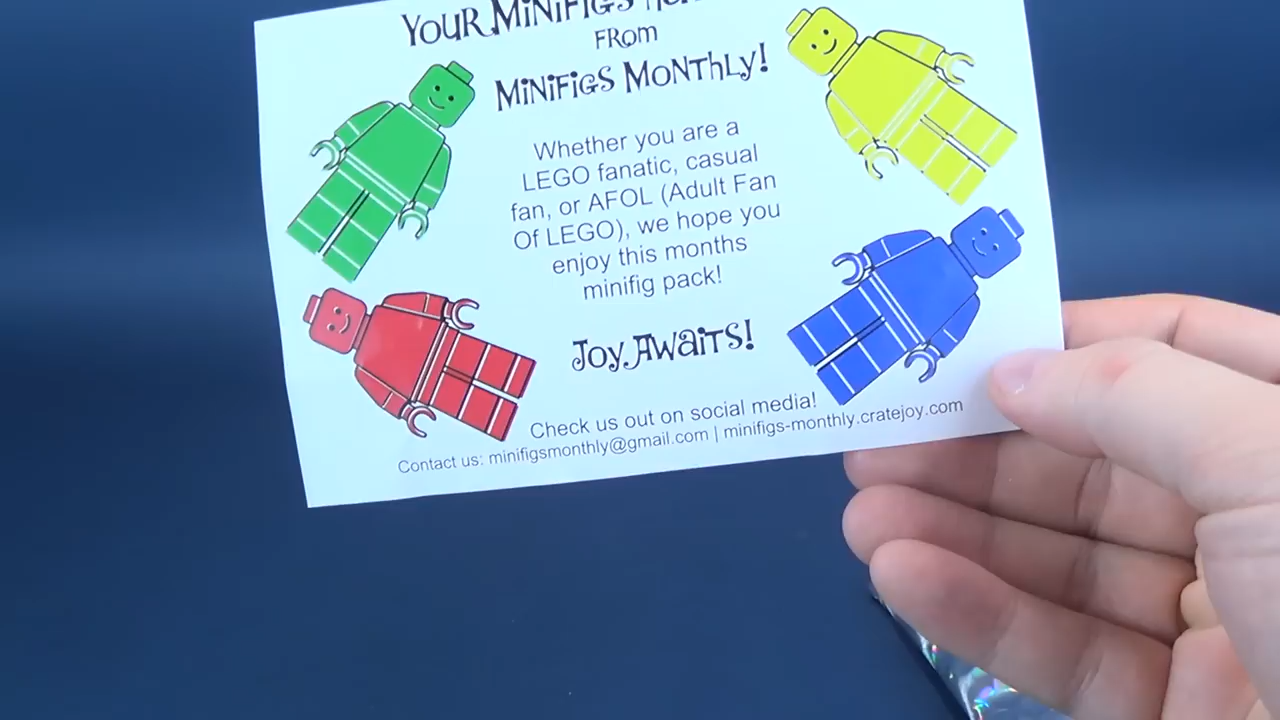 YOUR MiNiFiGS
FROM
MiNiFiGS MONThLY!
Whether you are a
LEGO fanatic, casual
fan, or AFOL (Adult Fan
Of LEGO), we hope you
enjoy this months
minifig pack!
JOY AWAiTS!
Check us out on social media!
Contact us: minifigsmonthly@gmail.com | minifigs-monthly.cratejoy.com